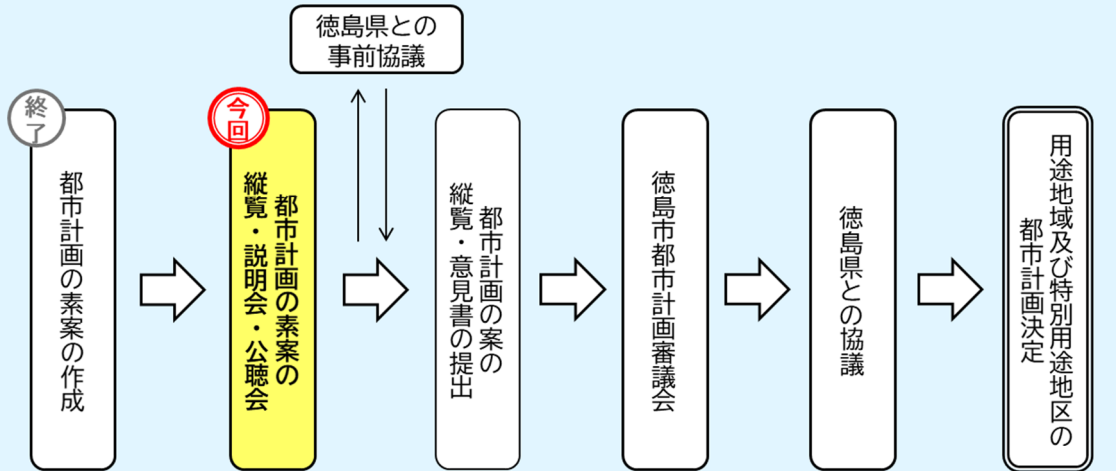 徳島県との
事前協議
終
了
都市計画の素案の作成
今
回
都市計画の素案の
縦覧・説明会・公聴会
都市計画の案の
縦覧・意見書の提出
徳島市都市計画審議会
徳島県との協議
用途地域及び特別用途地区の
都市計画決定